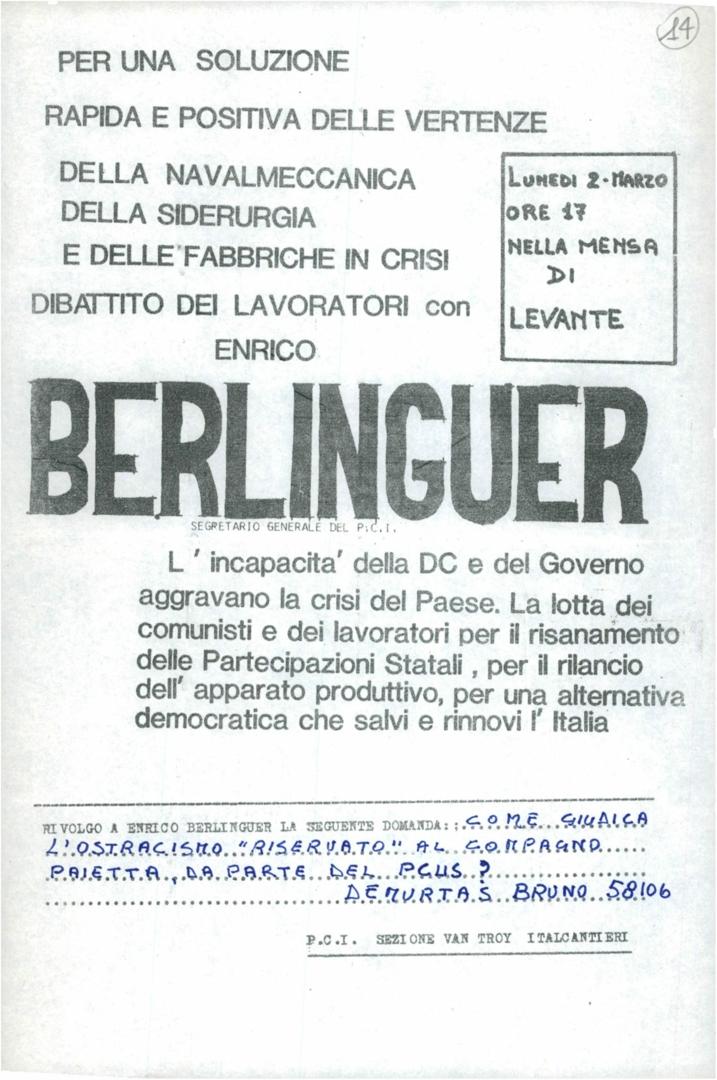 14
PER UNA SOLUZIONE
RAPIDA E POSITIVA DELLE VERTENZE
DELLA NAVALMECCANICA
DELLA SIDERURGIA
E DELLE FABBRICHE IN CRISI
DIBATTITO DEI LAVORATORI con
ENRICO
LUNEDI 2-MARZO
ORE 17
NELLA MENSA
DI
LEVANTE
BERLINGUER
SEGRETARIO GENERALE DEL P.C.I.
L' incapacita' della DC e del Governo
aggravano la crisi del Paese. La lotta dei
comunisti e dei lavoratori per il risanamento
delle Partecipazioni Statali , per il rilancio
dell' apparato produttivo, per una alternativa
democratica che salvi e rinnovi l' Italia
RIVOLGO A ENRICO BERLINGUER LA SEGUENTE DOMANDA: : COME GIUDICA
L'OSTRACISMO "RISERVATO" AL COMPAGNO
PAIETTA, DA PARTE DEL PCUS ?
DEMURTAS BRUNO 58106
P.C.I. SEZIONE VAN TROY ITALCANTIERI